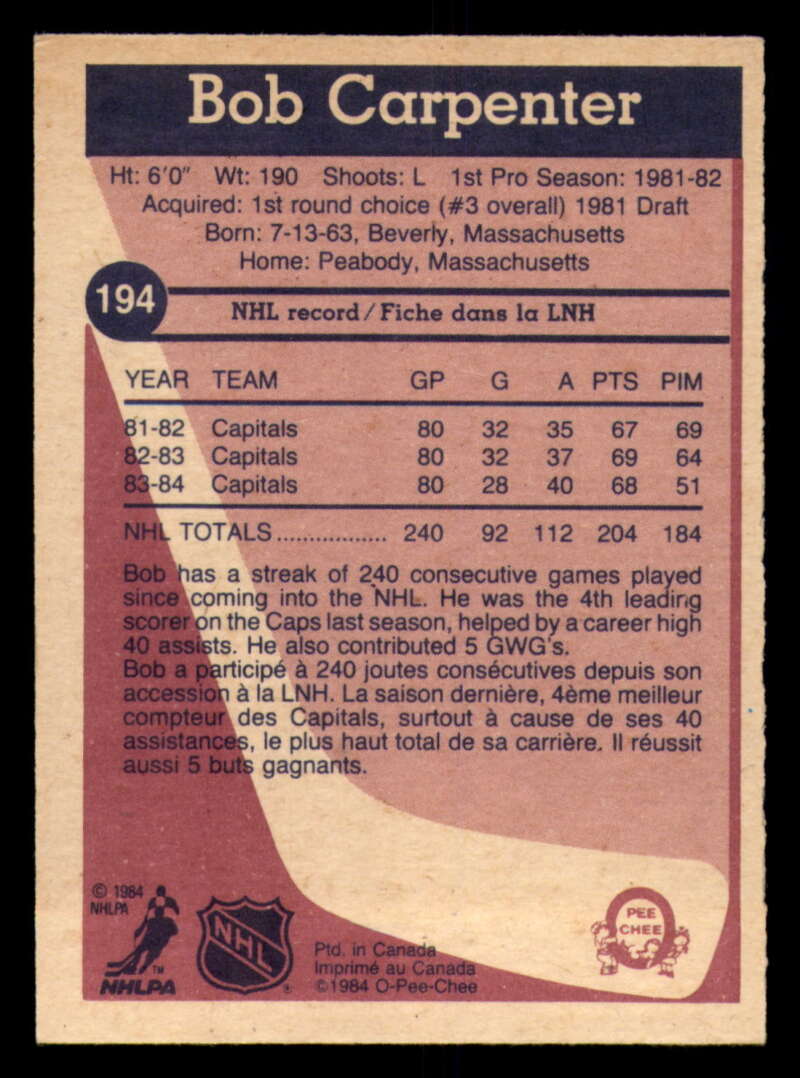 Bob Carpenter
Ht: 6'0" Wt: 190 Shoots: L 1st Pro Season: 1981-82
Acquired: 1st round choice (#3 overall) 1981 Draft
Born: 7-13-63, Beverly, Massachusetts
Home: Peabody, Massachusetts
194
NHL record/Fiche dans la LNH
YEAR TEAM GP G A PTS PIM
81-82 Capitals 80 32 35 67 69
82-83 Capitals 80 32 37 69 64
83-84 Capitals 80 28 40 68 51
NHL TOTALS................. 240 92 112 204 184
Bob has a streak of 240 consecutive games played
since coming into the NHL. He was the 4th leading
scorer on the Caps last season, helped by a career high
40 assists. He also contributed 5 GWG's.
Bob a participé à 240 joutes consécutives depuis son
accession à la LNH. La saison dernière, 4ème meilleur
compteur des Capitals, surtout à cause de ses 40
assistances, le plus haut total de sa carrière. Il réussit
aussi 5 buts gagnants.
© 1984
NHLPA
TM
NHLPA
NHL
®
Ptd. in Canada
Imprimé au Canada
©1984 O-Pee-Chee
PEE
CHEE